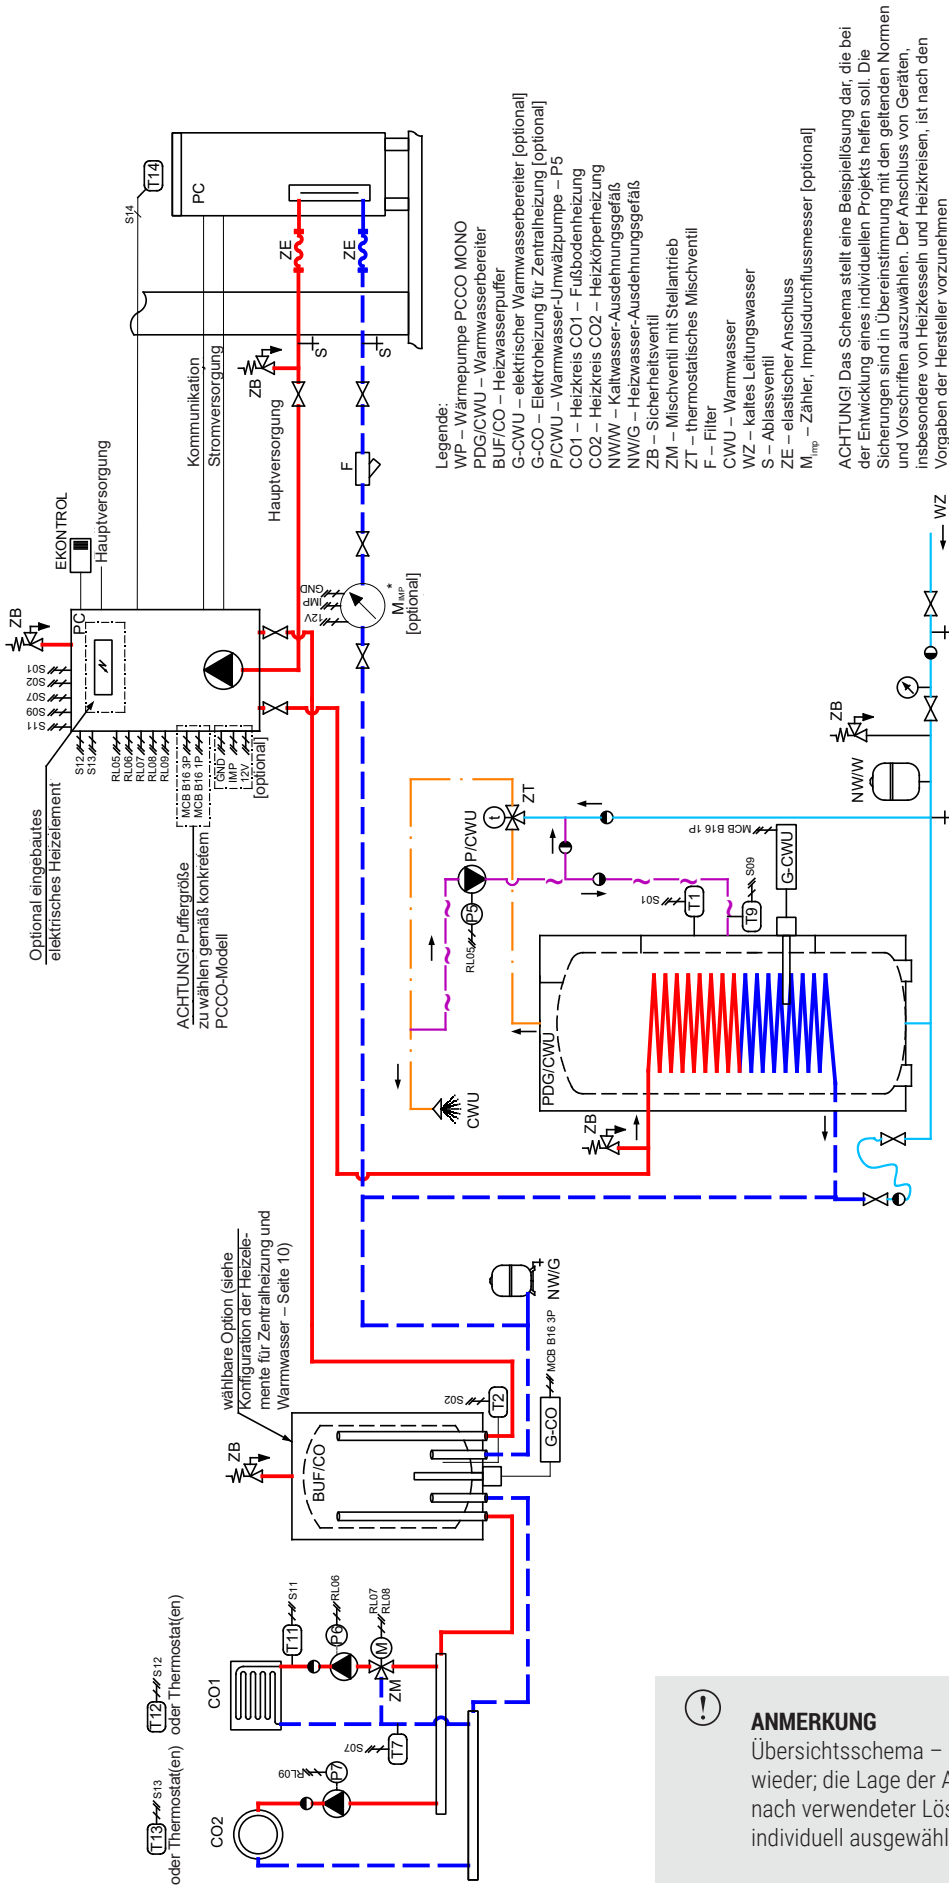 T13 S13
oder Thermostat(en)
T12 S12
oder Thermostat(en)
CO2
CO1
RL09
P7
S07
T7
T11
S11
P6
RL06
M
RL07
RL08
ZM
ZB
BUF/CO
wählbare Option (siehe
Konfiguration der Heizele-
mente für Zentralheizung und
Warmwasser – Seite 10)
S02
T2
G-CO
MCB B16 3P
NW/G
Optional eingebautes
elektrisches Heizelement
ACHTUNG! Puffergröße
zu wählen gemäß konkretem
PCCO-Modell
S11
S09
S07
S02
S01
ZB
PC
S12
S13
RL05
RL06
RL07
RL08
RL09
MCB B16 3P
MCB B16 1P
GND
IMP
12V
[optional]
EKONTROL
Hauptversorgung
Kommunikation
Stromversorgung
Hauptversorgung
ZB
S14
T14
PC
ZE
ZE
S
S
F
12V
IMP
GND
MIMP *
[optional]
CWU
RL05
P5
P/CWU
t
ZT
ZB
PDG/CWU
S01
T1
T9
S09
MCB B16 1P
G-CWU
NW/W
ZB
WZ
Legende:
WP – Wärmepumpe PCCO MONO
PDG/CWU – Warmwasserbereiter
BUF/CO – Heizwasserpuffer
G-CWU – elektrischer Warmwasserbereiter [optional]
G-CO – Elektroheizung für Zentralheizung [optional]
P/CWU – Warmwasser-Umwälzpumpe – P5
CO1 – Heizkreis CO1 – Fußbodenheizung
CO2 – Heizkreis CO2 – Heizkörperheizung
NW/W – Kaltwasser-Ausdehnungsgefäß
NW/G – Heizwasser-Ausdehnungsgefäß
ZB – Sicherheitsventil
ZM – Mischventil mit Stellantrieb
ZT – thermostatisches Mischventil
F – Filter
CWU – Warmwasser
WZ – kaltes Leitungswasser
S – Ablassventil
ZE – elastischer Anschluss
Mimp – Zähler, Impulsdurchflussmesser [optional]
ACHTUNG! Das Schema stellt eine Beispiellösung dar, die bei
der Entwicklung eines individuellen Projekts helfen soll. Die
Sicherungen sind in Übereinstimmung mit den geltenden Normen
und Vorschriften auszuwählen. Der Anschluss von Geräten,
insbesondere von Heizkesseln und Heizkreisen, ist nach den
Vorgaben der Hersteller vorzunehmen
!
ANMERKUNG
Übersichtsschema –
wieder; die Lage der A
nach verwendeter Lös
individuell ausgewähl